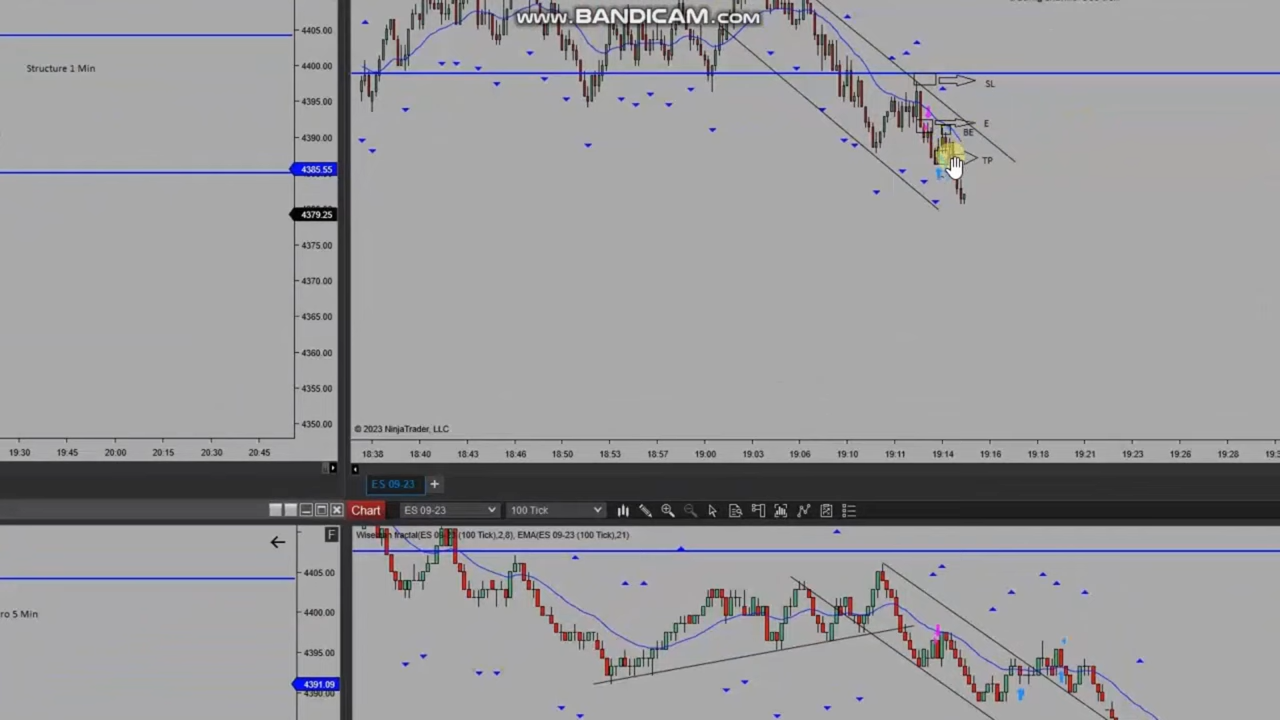 www.BANDICAM.com
4405.00
Structure 1 Min
4400.00
4395.00
4390.00
4385.55
4379.25
4375.00
4370.00
4365.00
4360.00
4355.00
4350.00
SL
E
BE
TP
© 2023 NinjaTrader, LLC
19:30 19:45 20:00 20:15 20:30 20:45
18:38 18:40 18:43 18:46 18:50 18:53 18:57 19:00 19:03 19:06 19:09 19:11 19:14 19:16 19:19 19:23 19:26 19:28
ES 09-23 +
Chart ES 09-23 100 Tick
F
(100 Tick),2,8), EMA(ES 09-23 (100 Tick),21)
4405.00
ro 5 Min
4400.00
4395.00
4391.09
4390.00